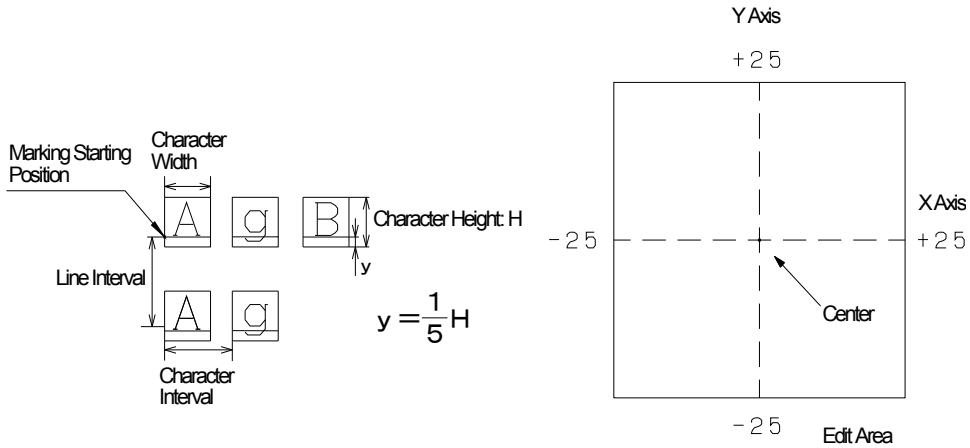 Marking Starting
Position
Character
Width
A g B
Character Height: H
y
Line Interval
A g
Character
Interval
y = 1/5 H
Y Axis
+25
X Axis
-25
+25
Center
-25
Edit Area